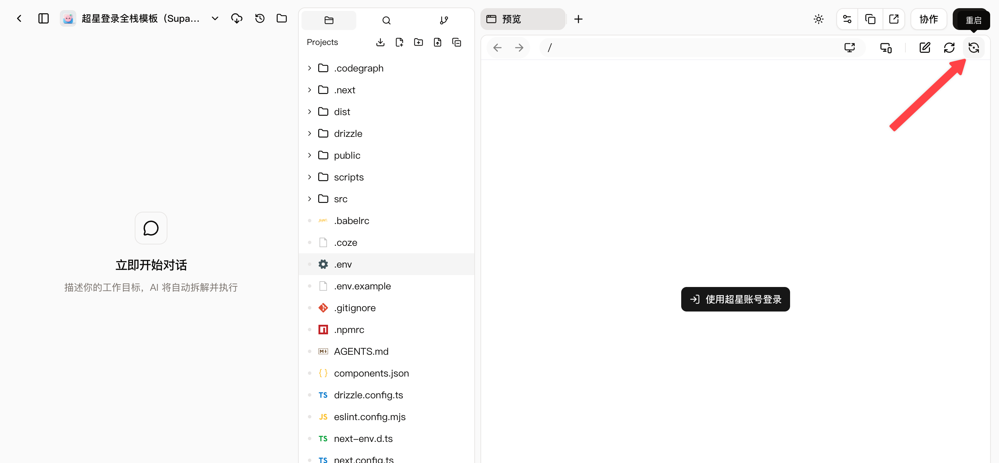 超星登录全栈模板（Supa...
预览
协作
重启
Projects
/
.codegraph
.next
dist
drizzle
public
scripts
src
.babelrc
.coze
.env
.env.example
.gitignore
.npmrc
AGENTS.md
components.json
TS drizzle.config.ts
JS eslint.config.mjs
TS next-env.d.ts
TS next.config.ts
立即开始对话
描述你的工作目标，AI 将自动拆解并执行
使用超星账号登录